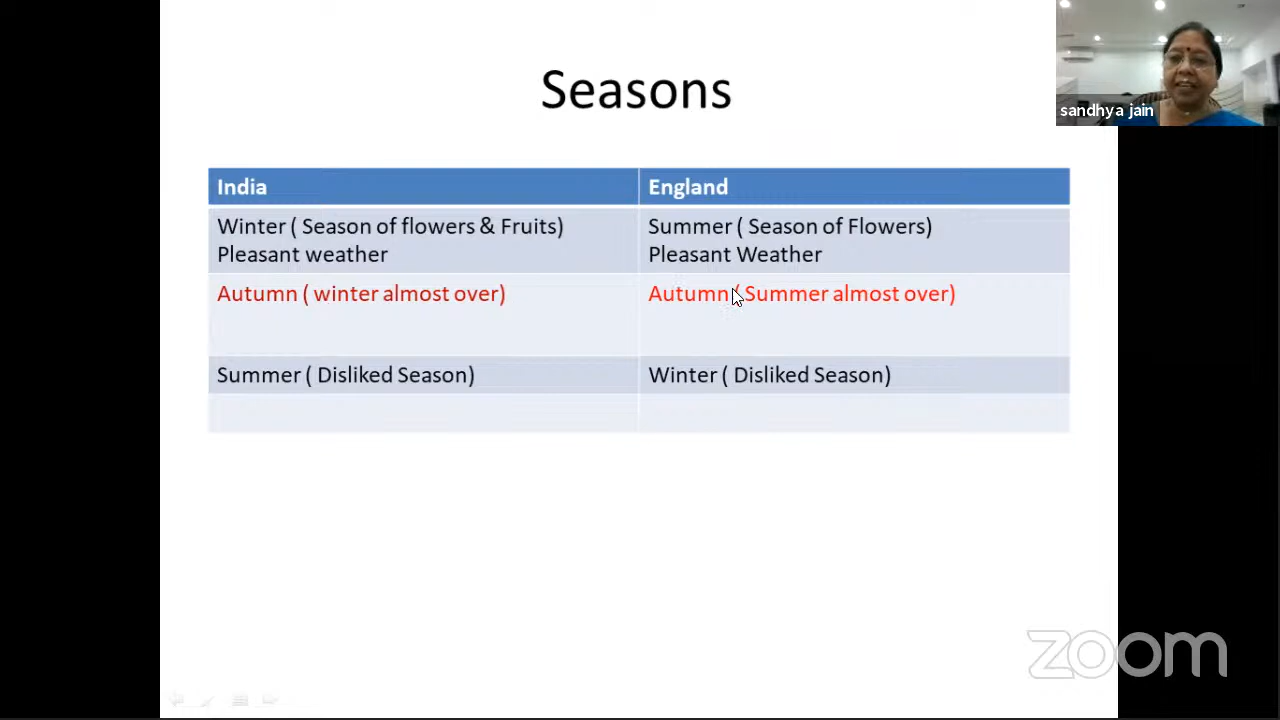 Seasons
sandhya jain
India
England
Winter ( Season of flowers & Fruits)
Pleasant weather
Summer ( Season of Flowers)
Pleasant Weather
Autumn ( winter almost over)
Autumn ( Summer almost over)
Summer ( Disliked Season)
Winter ( Disliked Season)
zoom